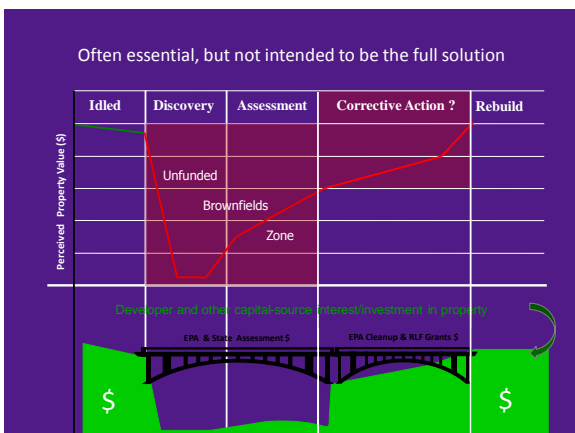 Often essential, but not intended to be the full solution
Idled Discovery Assessment Corrective Action ? Rebuild
Perceived Property Value ($)
Unfunded
Brownfields
Zone
Developer and other capital-source interest/investment in property
EPA & State Assessment $ EPA Cleanup & RLF Grants $
$ $